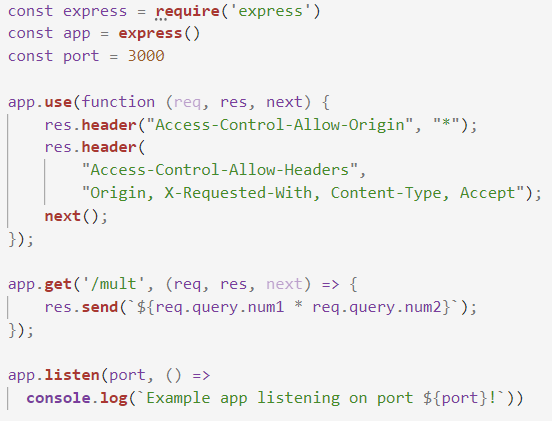 const express = require('express')
const app = express()
const port = 3000
app.use(function (req, res, next) {
res.header("Access-Control-Allow-Origin", "*");
res.header(
"Access-Control-Allow-Headers",
"Origin, X-Requested-With, Content-Type, Accept");
next();
});
app.get('/mult', (req, res, next) => {
res.send(`${req.query.num1 * req.query.num2}`);
});
app.listen(port, () =>
console.log(`Example app listening on port ${port}!`))